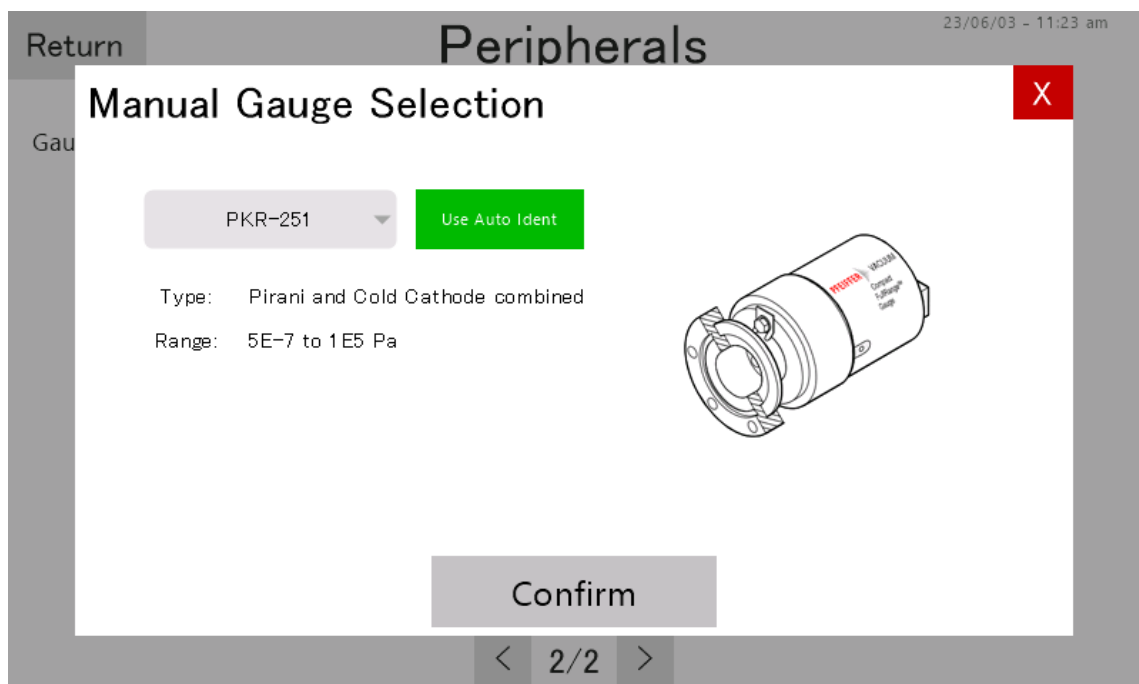 23/06/03 - 11:23 am
Return
Peripherals
Manual Gauge Selection
X
Gau
PKR-251
Use Auto Ident
Type: Pirani and Cold Cathode combined
Range: 5E-7 to 1E5 Pa
PFEIFFER VACUUM
Compact
FullRange™
Gauge
Confirm
< 2/2 >